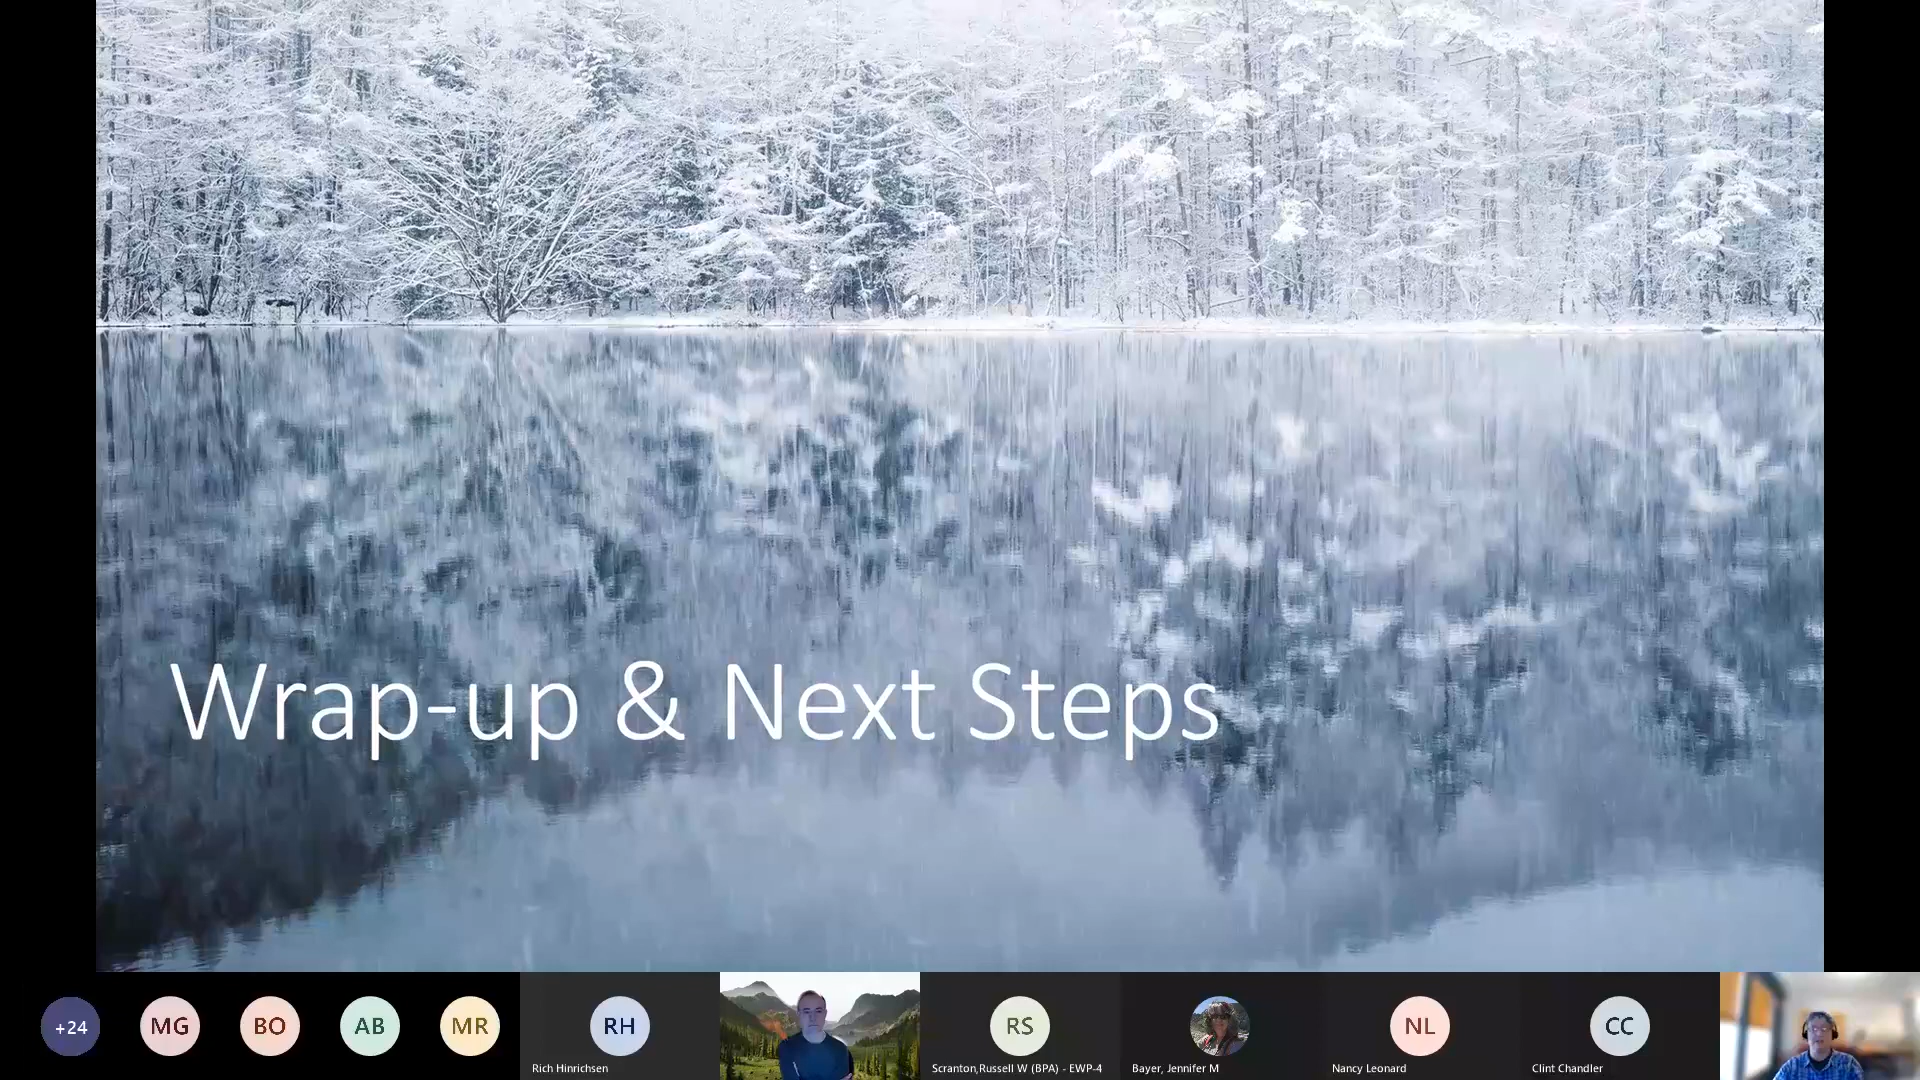 Wrap-up & Next Steps
+24
MG
BO
AB
MR
RH
RS
NL
CC
Rich Hinrichsen
Scranton,Russell W (BPA) - EWP-4
Bayer, Jennifer M
Nancy Leonard
Clint Chandler